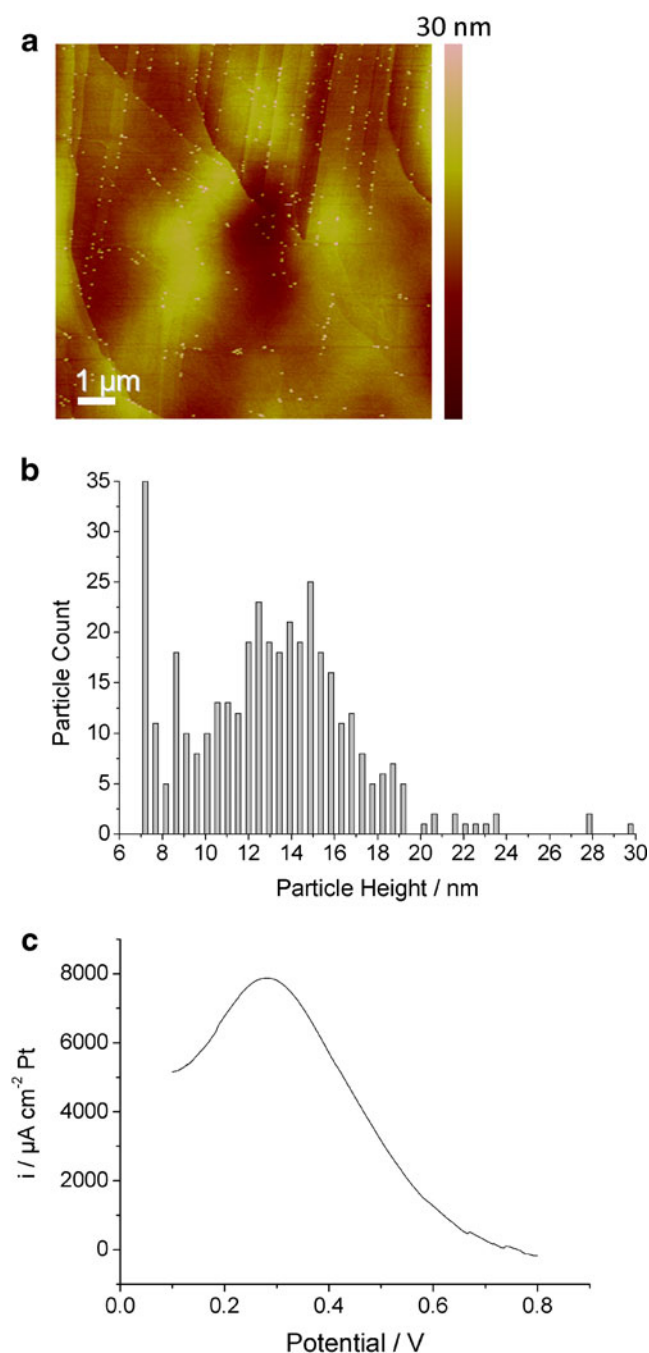 a
30 nm
1 μm
b
35
30
25
20
15
10
5
0
Particle Count
6 8 10 12 14 16 18 20 22 24 26 28 30
Particle Height / nm
c
8000
6000
4000
2000
0
i / μA cm⁻² Pt
0.0 0.2 0.4 0.6 0.8
Potential / V